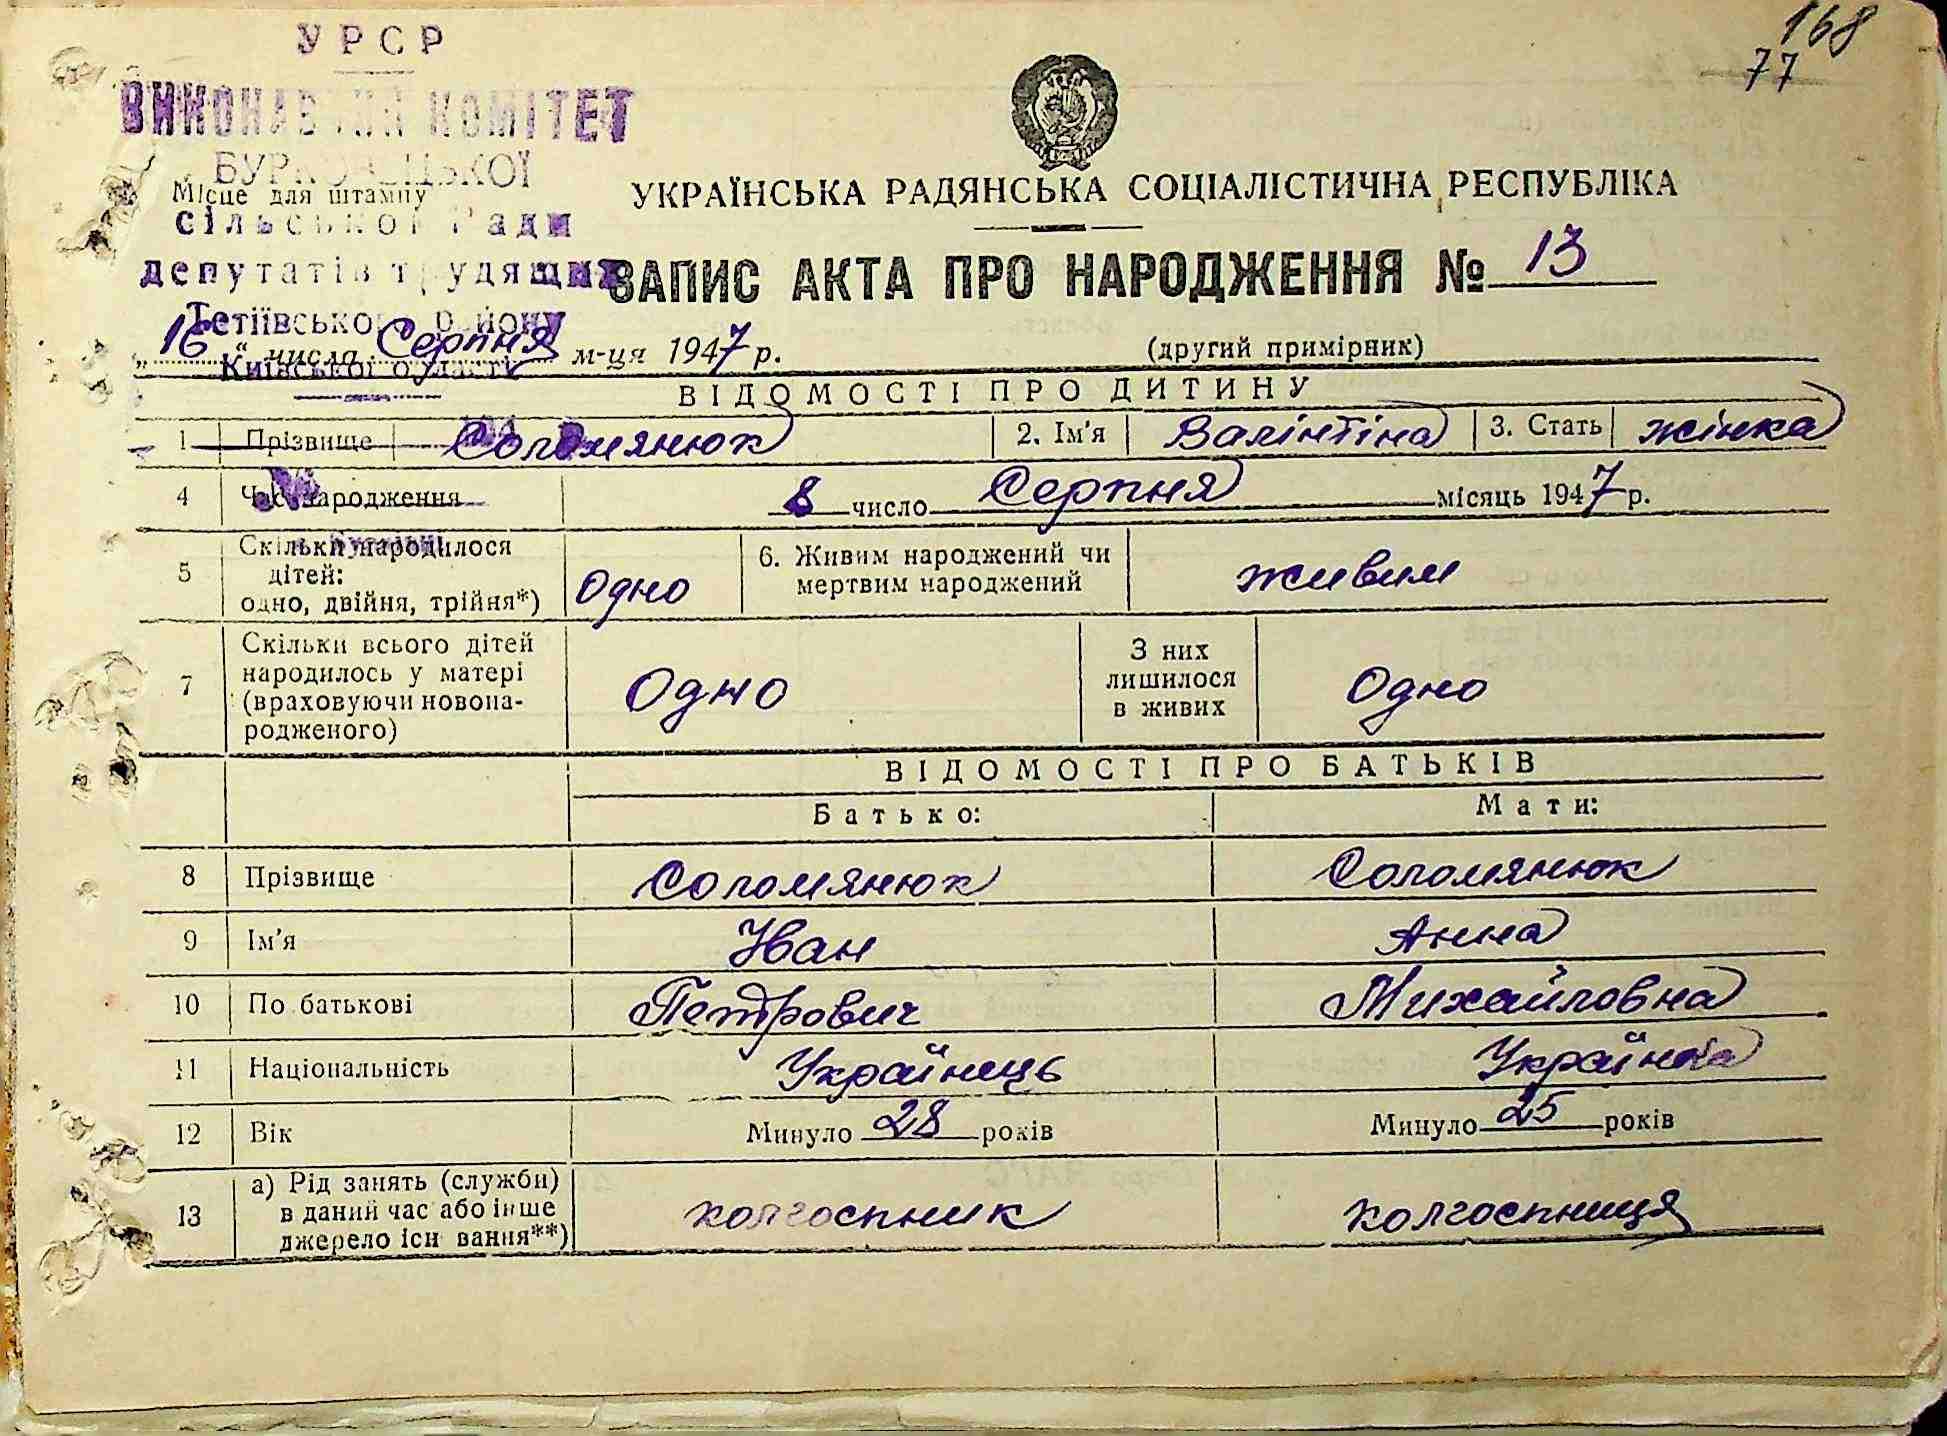 168
77
УРСР
ВИКОНАВЧИЙ КОМІТЕТ
Місце для штампу
сільської Ради
депутатів трудящих
Тетіївського району
Київської області
УКРАЇНСЬКА РАДЯНСЬКА СОЦІАЛІСТИЧНА РЕСПУБЛІКА
ЗАПИС АКТА ПРО НАРОДЖЕННЯ № 13
„16“ числа Серпня м-ця 1947 р.
(другий примірник)
ВІДОМОСТІ ПРО ДИТИНУ
1 Прізвище Соломянюк 2. Ім'я Валінтіна 3. Стать жінка
4 Час народження 8 число Серпня місяць 1947 р.
5 Скільки народилося дітей: одно, двійня, трійня*) Одно 6. Живим народжений чи мертвим народжений живим
7 Скільки всього дітей народилось у матері (враховуючи новона-родженого) Одно З них лишилося в живих Одно
ВІДОМОСТІ ПРО БАТЬКІВ
Батько: Мати:
8 Прізвище Соломянюк Соломянюк
9 Ім'я Іван Анна
10 По батькові Петрович Михайловна
11 Національність Українець Українка
12 Вік Минуло 28 років Минуло 25 років
13 а) Рід занять (служби) в даний час або інше джерело існування**) колгоспник колгоспниця